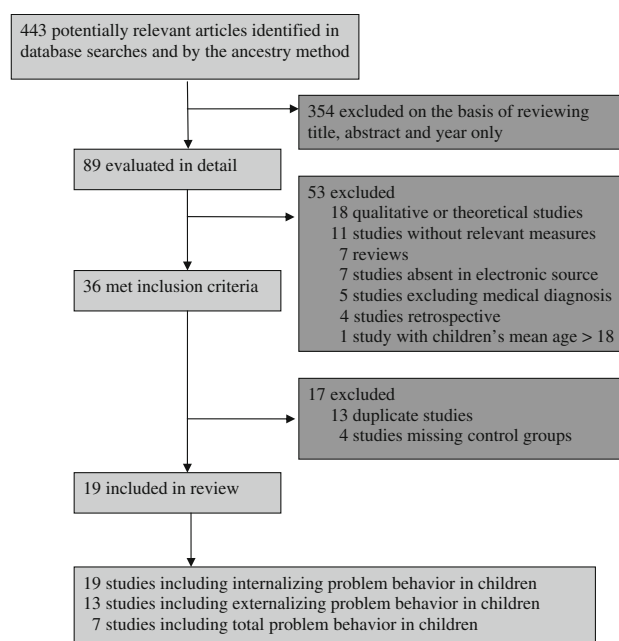 443 potentially relevant articles identified in
database searches and by the ancestry method
354 excluded on the basis of reviewing
title, abstract and year only
89 evaluated in detail
53 excluded
18 qualitative or theoretical studies
11 studies without relevant measures
7 reviews
7 studies absent in electronic source
5 studies excluding medical diagnosis
4 studies retrospective
1 study with children's mean age > 18
36 met inclusion criteria
17 excluded
13 duplicate studies
4 studies missing control groups
19 included in review
19 studies including internalizing problem behavior in children
13 studies including externalizing problem behavior in children
7 studies including total problem behavior in children